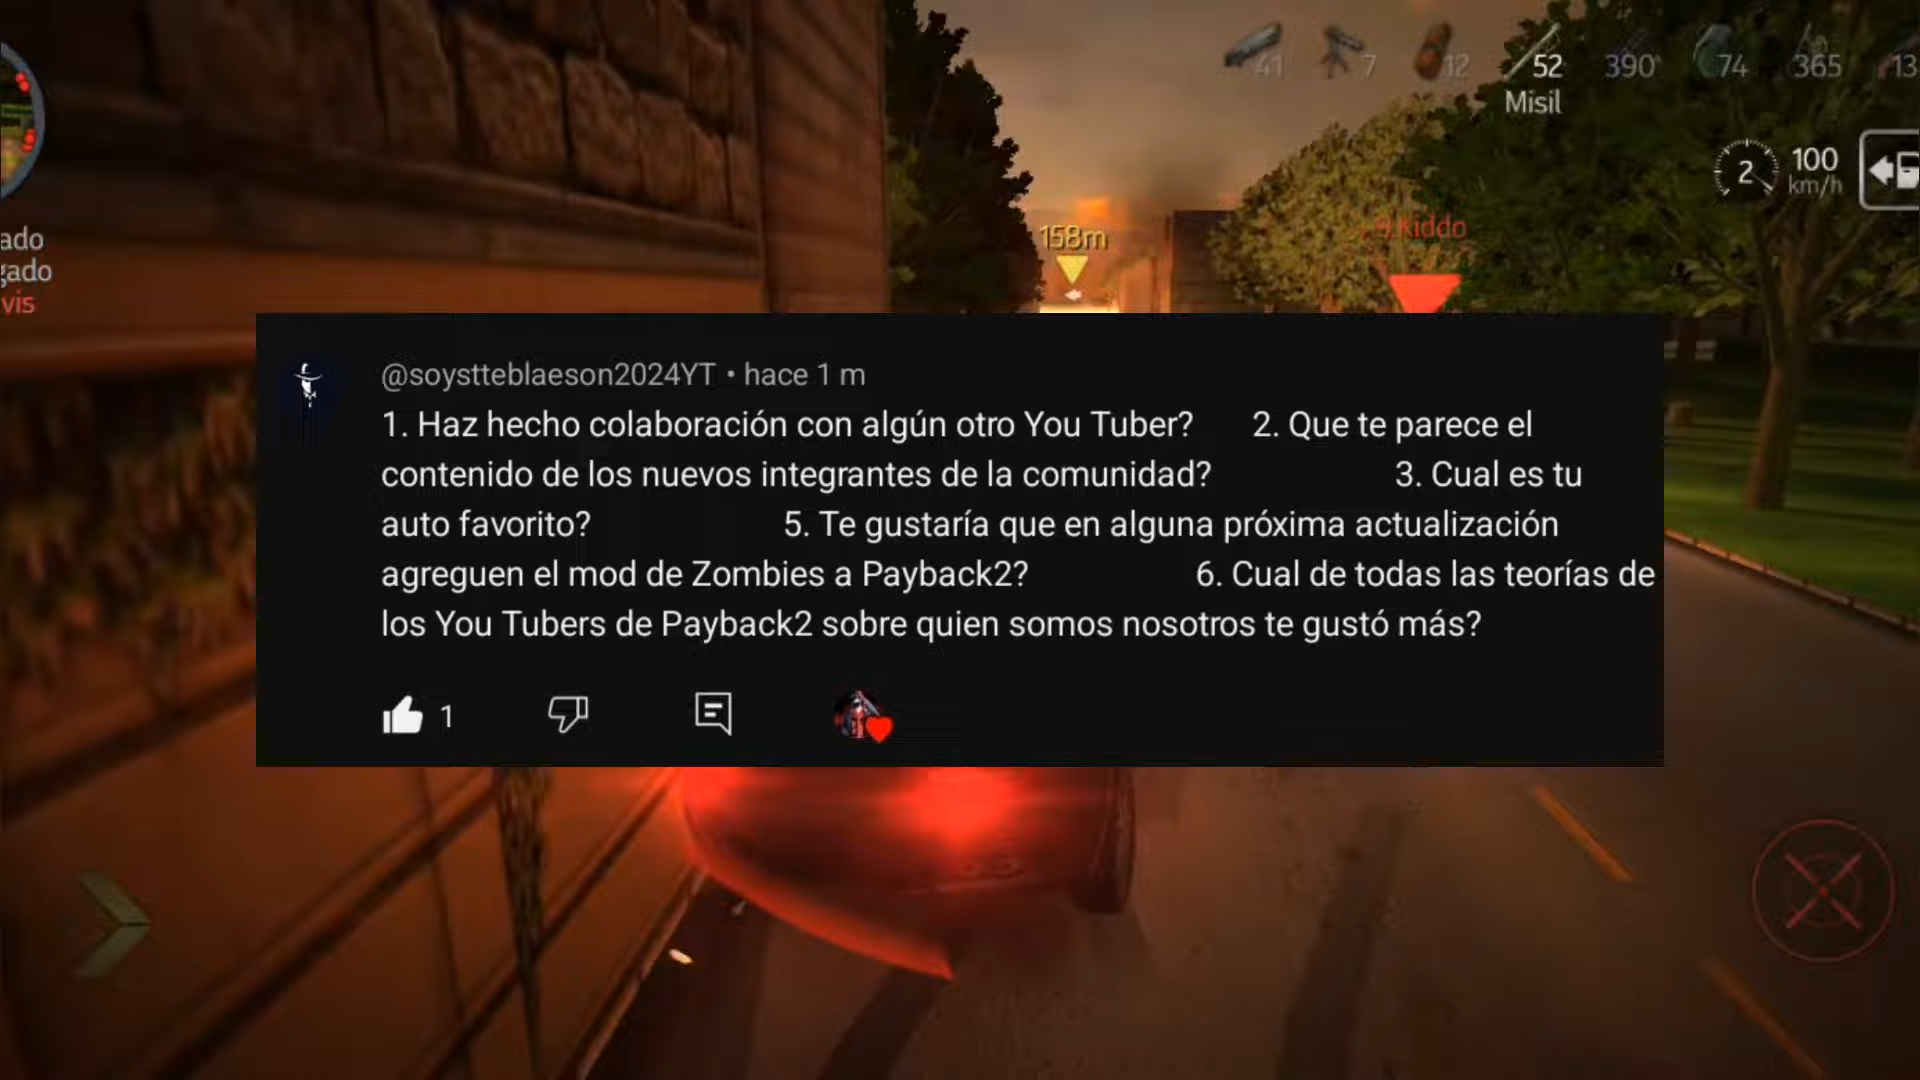 41 7 12 52 390 74 365 13
Misil
2 100
km/h
158m
Kiddo
ado
gado
vis
@soystteblaeson2024YT • hace 1 m
1. Haz hecho colaboración con algún otro You Tuber? 2. Que te parece el
contenido de los nuevos integrantes de la comunidad? 3. Cual es tu
auto favorito? 5. Te gustaría que en alguna próxima actualización
agreguen el mod de Zombies a Payback2? 6. Cual de todas las teorías de
los You Tubers de Payback2 sobre quien somos nosotros te gustó más?
1